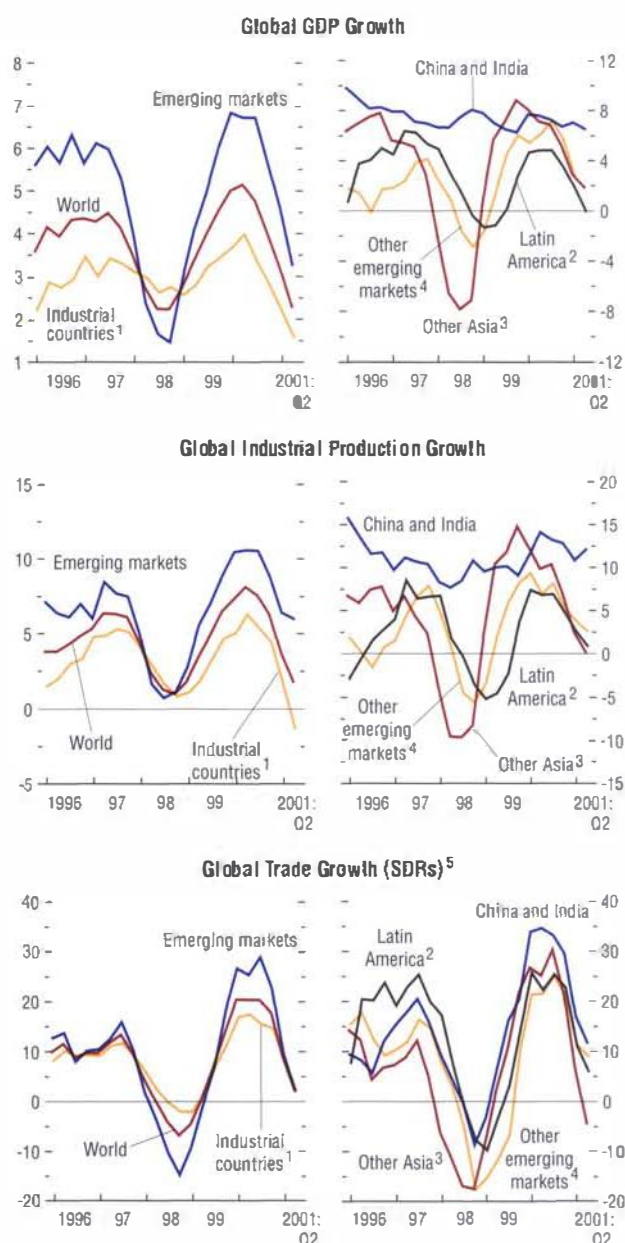 Global GDP Growth
8
7
6
5
4
3
2
1
Emerging markets
World
Industrial
countries¹
1996 97 98 99 2001:
Q2
12
8
4
0
-4
-8
-12
China and India
Other
emerging
markets⁴
Latin
America²
Other Asia³
1996 97 98 99 2001:
Q2
Global Industrial Production Growth
15
10
5
0
-5
Emerging markets
World
Industrial
countries¹
1996 97 98 99 2001:
Q2
20
15
10
5
0
-5
-10
-15
China and India
Other
emerging
markets⁴
Latin
America²
Other Asia³
1996 97 98 99 2001:
Q2
Global Trade Growth (SDRs)⁵
40
30
20
10
0
-10
-20
Emerging markets
World
Industrial
countries¹
1996 97 98 99 2001:
Q2
40
30
20
10
0
-10
-20
China and India
Latin
America²
Other Asia³
Other
emerging
markets⁴
1996 97 98 99 2001:
Q2